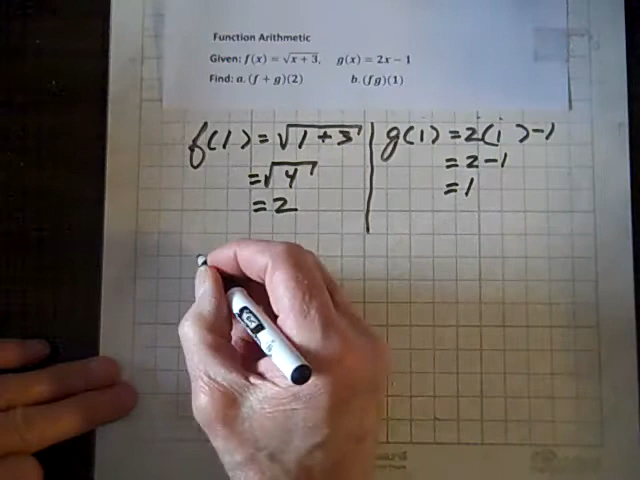 Function Arithmetic
Given: f(x) = √x + 3, g(x) = 2x − 1
Find: a. (f + g)(2) b. (fg)(1)
f(1) = √1 + 3 g(1) = 2(1) − 1
= √4 = 2 − 1
= 2 = 1